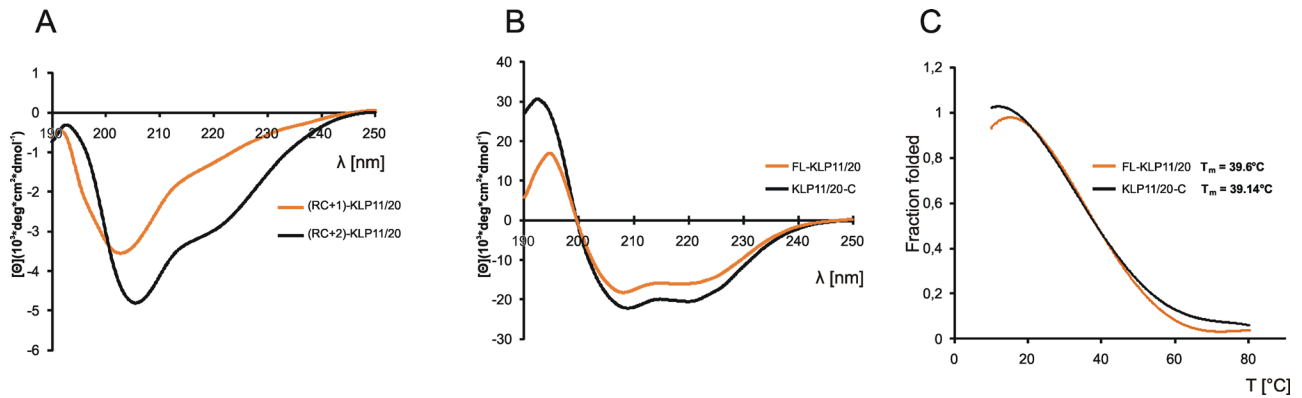 A
1
0
190 200 210 220 230 240 250
-1
-2
-3
-4
-5
-6
[Θ](10³*deg*cm²*dmol⁻¹)
λ [nm]
(RC+1)-KLP11/20
(RC+2)-KLP11/20
B
40
30
20
10
0
190 200 210 220 230 240 250
-10
-20
-30
[Θ](10³*deg*cm²*dmol⁻¹)
λ [nm]
FL-KLP11/20
KLP11/20-C
C
1,2
1
0,8
0,6
0,4
0,2
0
0 20 40 60 80
Fraction folded
T [°C]
FL-KLP11/20 Tm = 39.6°C
KLP11/20-C Tm = 39.14°C